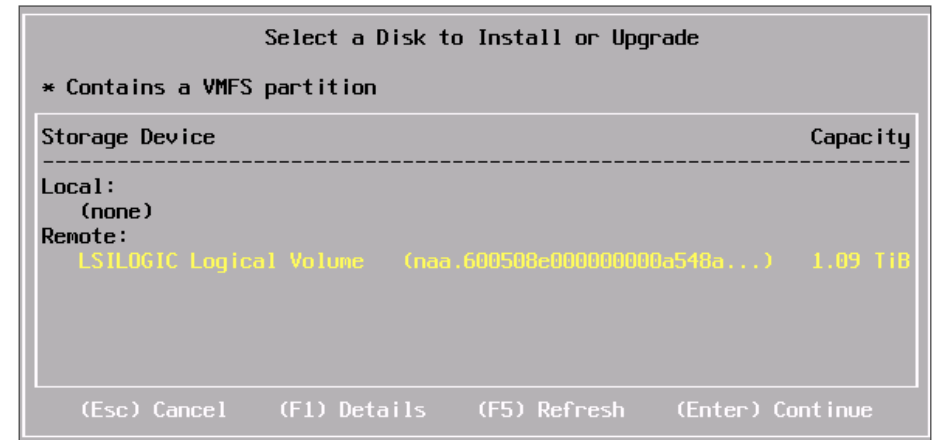 Select a Disk to Install or Upgrade
* Contains a VMFS partition
Storage Device Capacity
----------------------------------------------------------------------
Local:
(none)
Remote:
LSILOGIC Logical Volume (naa.600508e000000000a548a...) 1.09 TiB
(Esc) Cancel (F1) Details (F5) Refresh (Enter) Continue